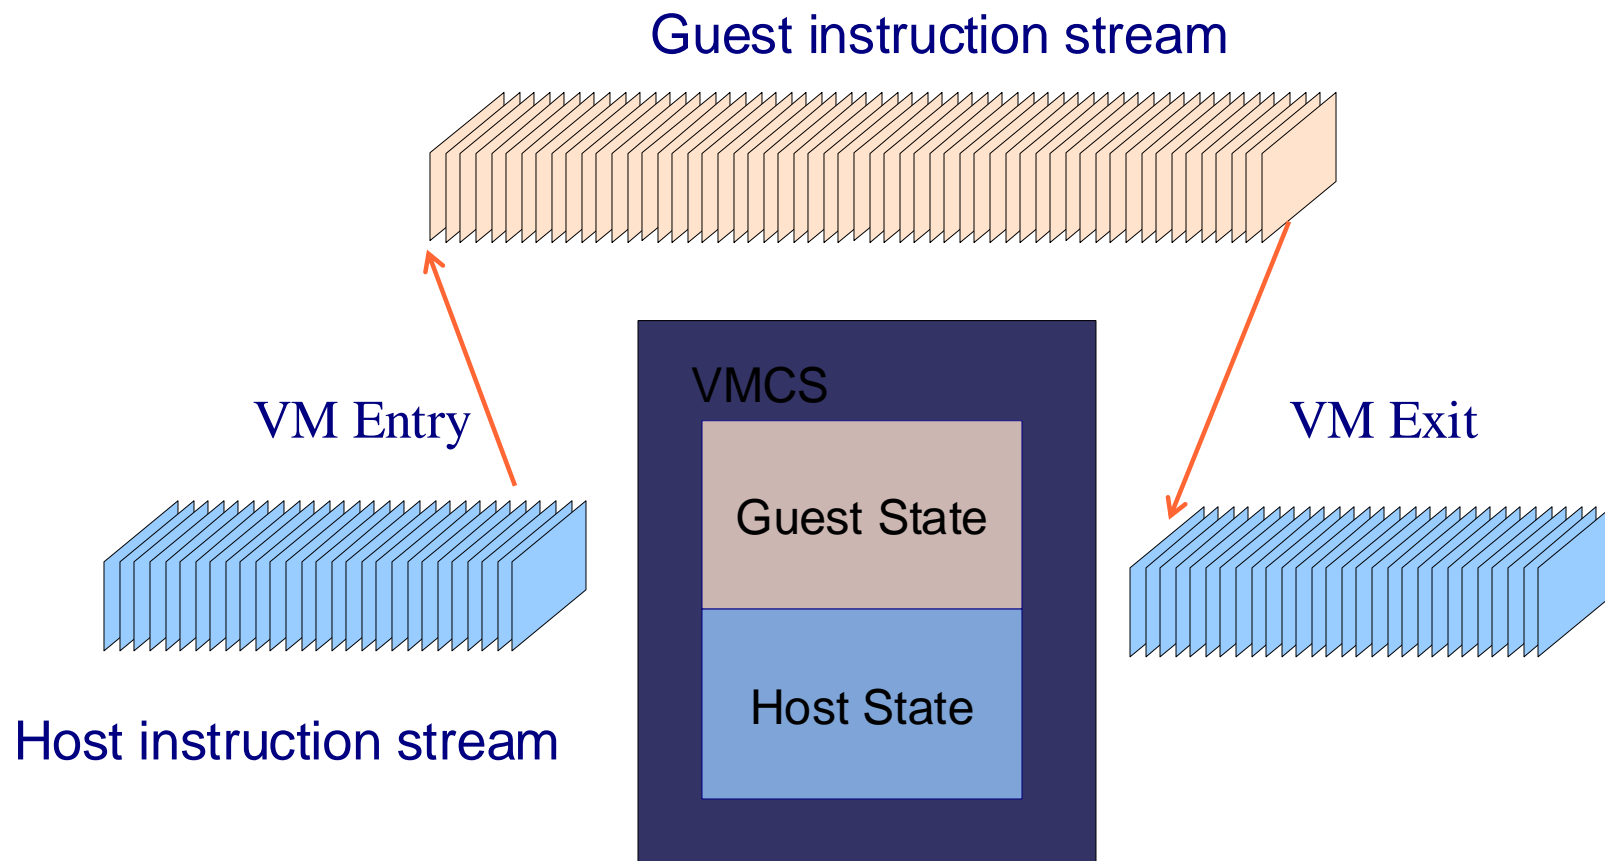 Guest instruction stream
VMCS
VM Entry
VM Exit
Guest State
Host State
Host instruction stream